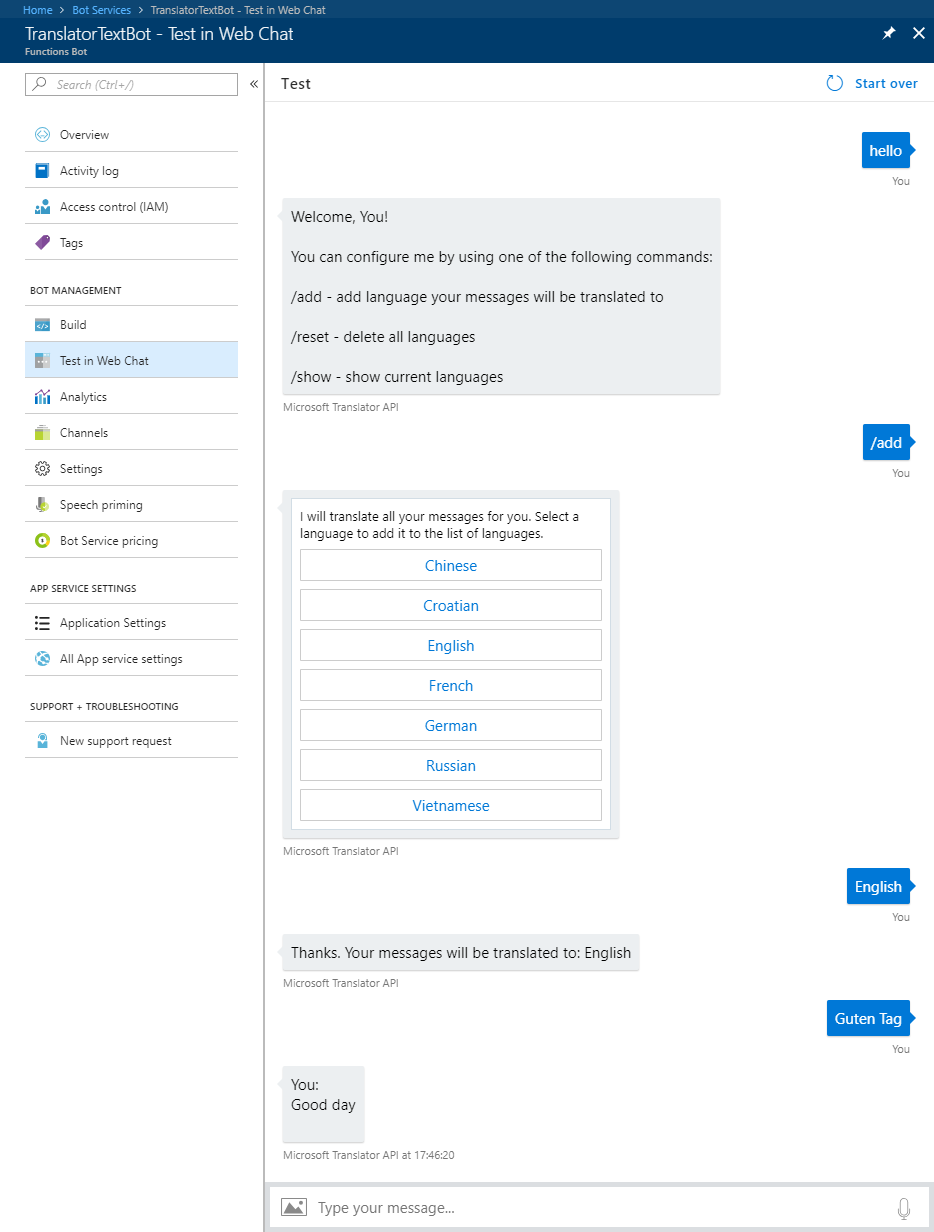 Home > Bot Services > TranslatorTextBot - Test in Web Chat
TranslatorTextBot - Test in Web Chat
Functions Bot
Search (Ctrl+/)
«
Overview
Activity log
Access control (IAM)
Tags
BOT MANAGEMENT
Build
Test in Web Chat
Analytics
Channels
Settings
Speech priming
Bot Service pricing
APP SERVICE SETTINGS
Application Settings
All App service settings
SUPPORT + TROUBLESHOOTING
New support request
Test
Start over
hello
You
Welcome, You!
You can configure me by using one of the following commands:
/add - add language your messages will be translated to
/reset - delete all languages
/show - show current languages
Microsoft Translator API
/add
You
I will translate all your messages for you. Select a
language to add it to the list of languages.
Chinese
Croatian
English
French
German
Russian
Vietnamese
Microsoft Translator API
English
You
Thanks. Your messages will be translated to: English
Microsoft Translator API
Guten Tag
You
You:
Good day
Microsoft Translator API at 17:46:20
Type your message...